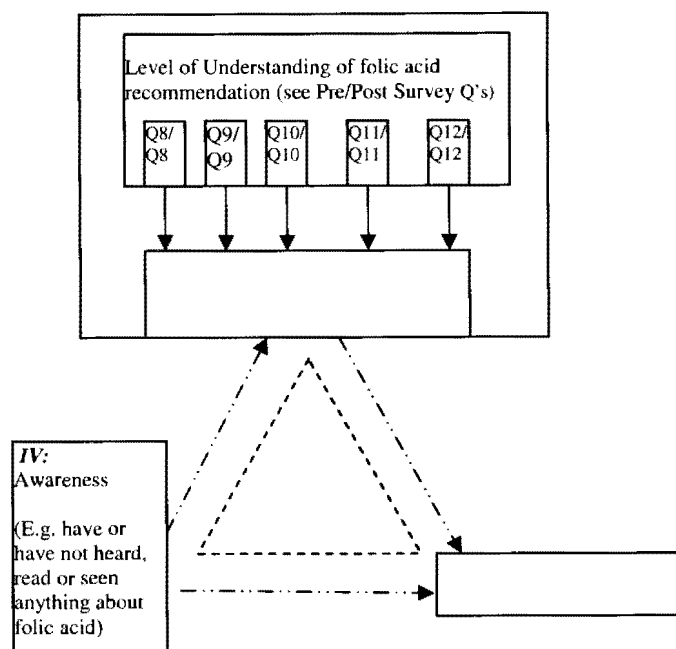 Level of Understanding of folic acid
recommendation (see Pre/Post Survey Q's)
Q8/
Q8
Q9/
Q9
Q10/
Q10
Q11/
Q11
Q12/
Q12
IV:
Awareness
(E.g. have or
have not heard,
read or seen
anything about
folic acid)